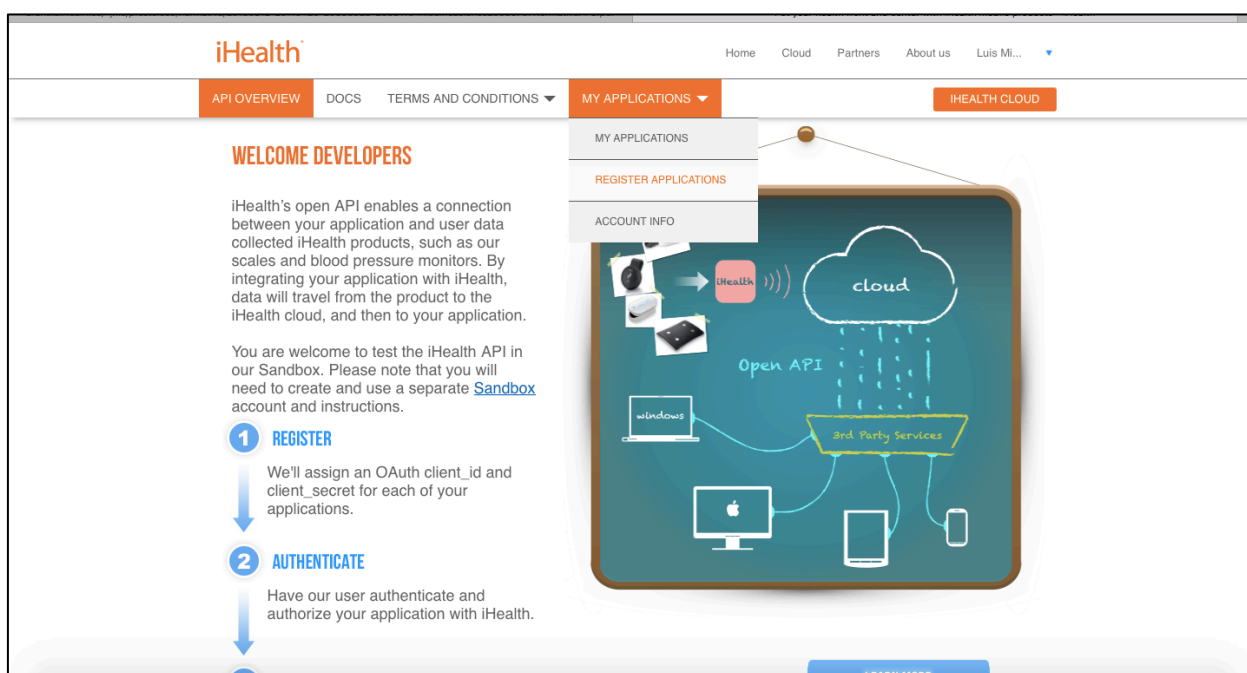 iHealth
Home Cloud Partners About us Luis Mi...
API OVERVIEW DOCS TERMS AND CONDITIONS MY APPLICATIONS IHEALTH CLOUD
MY APPLICATIONS
REGISTER APPLICATIONS
ACCOUNT INFO
WELCOME DEVELOPERS
iHealth's open API enables a connection
between your application and user data
collected iHealth products, such as our
scales and blood pressure monitors. By
integrating your application with iHealth,
data will travel from the product to the
iHealth cloud, and then to your application.
You are welcome to test the iHealth API in
our Sandbox. Please note that you will
need to create and use a separate Sandbox
account and instructions.
1 REGISTER
We'll assign an OAuth client_id and
client_secret for each of your
applications.
2 AUTHENTICATE
Have our user authenticate and
authorize your application with iHealth.
iHealth
cloud
Open API
windows
3rd Party Services